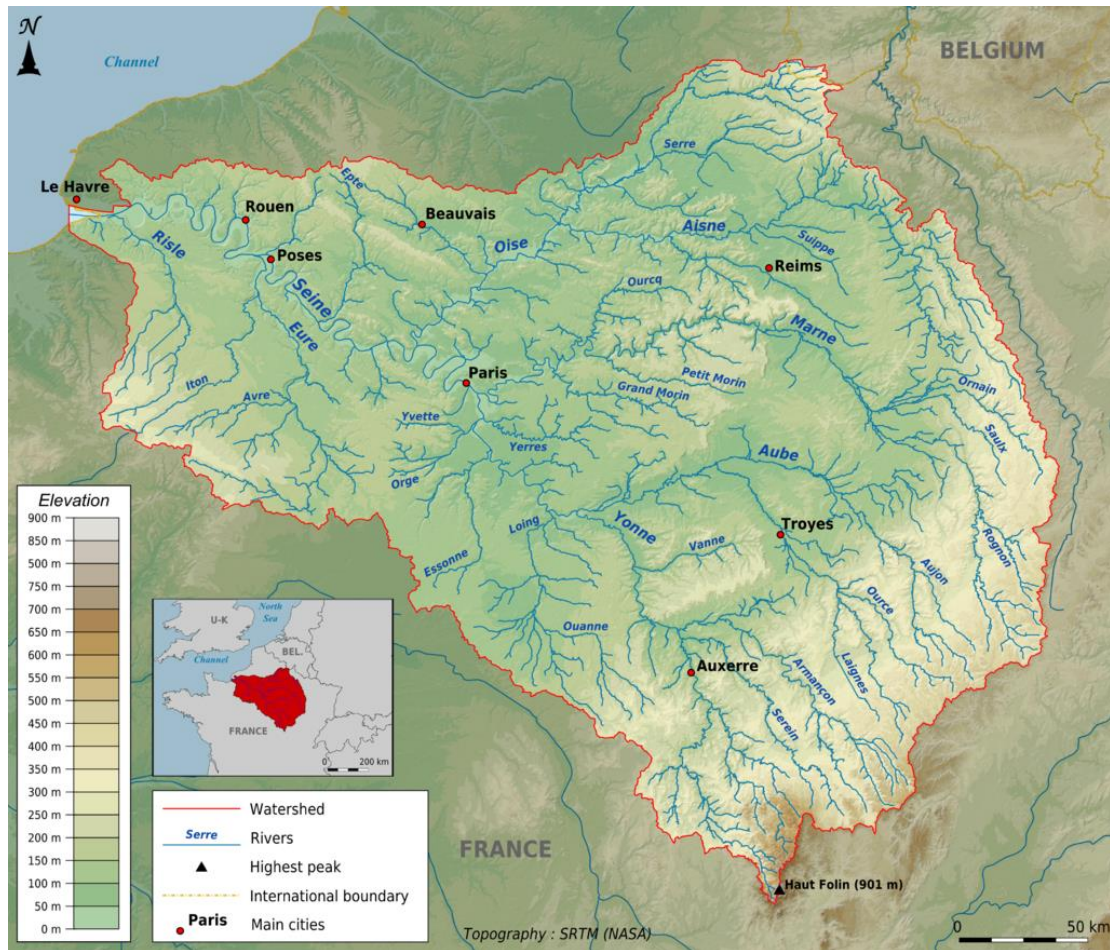 N
Channel
BELGIUM
Serre
Le Havre
Epte
Rouen
Beauvais
Oise
Aisne
Suippe
Risle
Poses
Reims
Seine
Ourcq
Eure
Marne
Paris
Petit Morin
Grand Morin
Ornain
Iton
Avre
Yvette
Yerres
Saulx
Aube
Orge
Loing
Yonne
Troyes
Essonne
Vanne
Rognon
Aujon
Ource
Ouanne
Auxerre
Armançon
Laignes
Serein
Elevation
900 m
850 m
500 m
750 m
700 m
650 m
600 m
550 m
500 m
450 m
400 m
350 m
300 m
250 m
200 m
150 m
100 m
50 m
0 m
North
Sea
U-K
BEL.
Channel
FRANCE
0 200 km
Watershed
Serre Rivers
Highest peak
International boundary
Paris Main cities
FRANCE
Haut Folin (901 m)
Topography : SRTM (NASA)
0 50 km